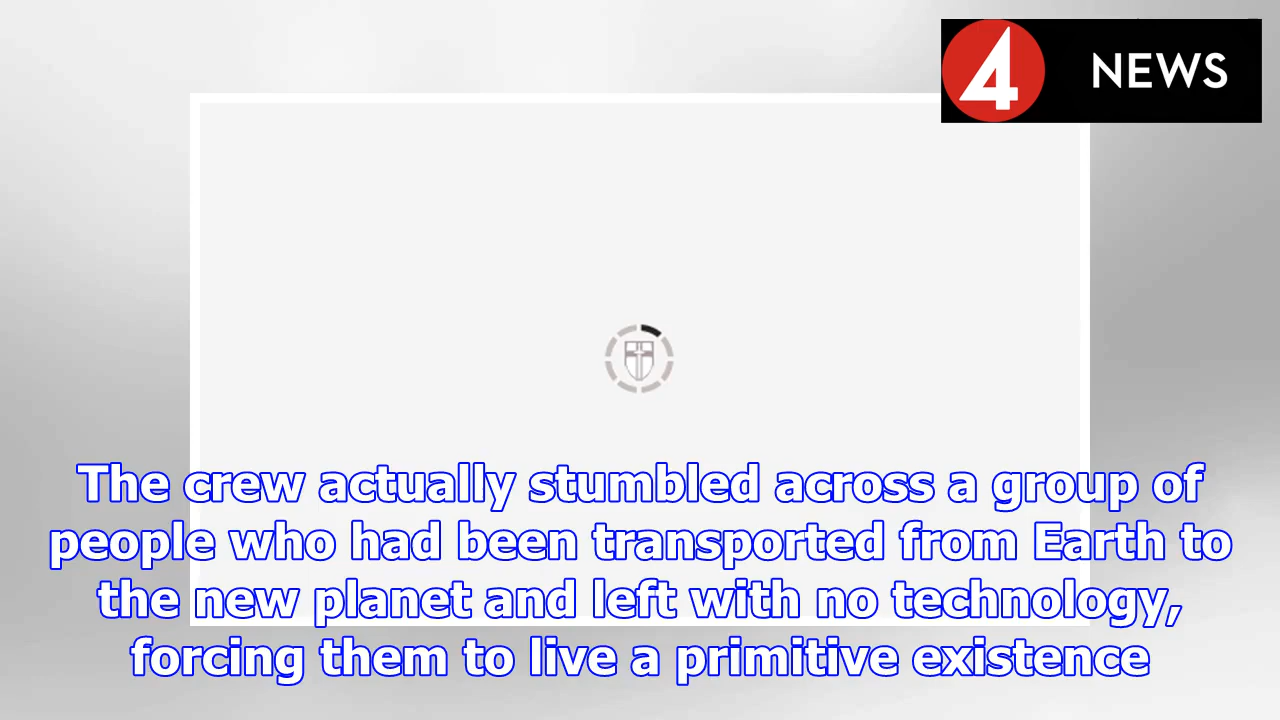 4 NEWS
The crew actually stumbled across a group of
people who had been transported from Earth to
the new planet and left with no technology,
forcing them to live a primitive existence